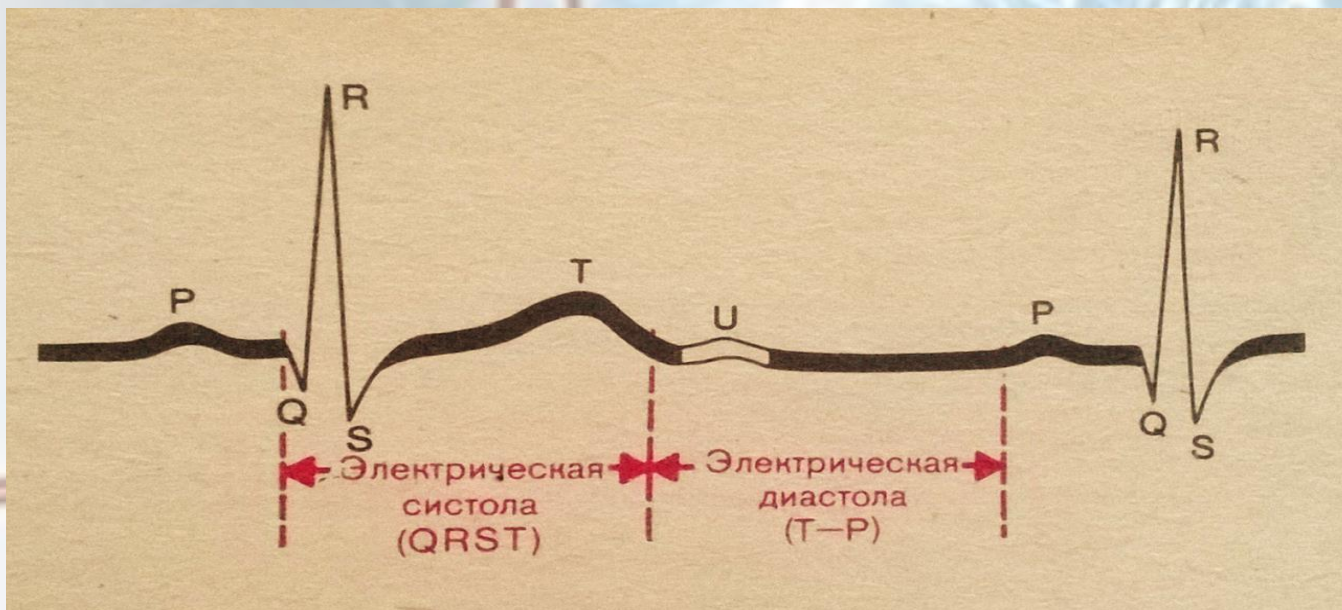 R
R
T
P
U
P
Q
S
Q
S
Электрическая
систола
(QRST)
Электрическая
диастола
(Т—Р)